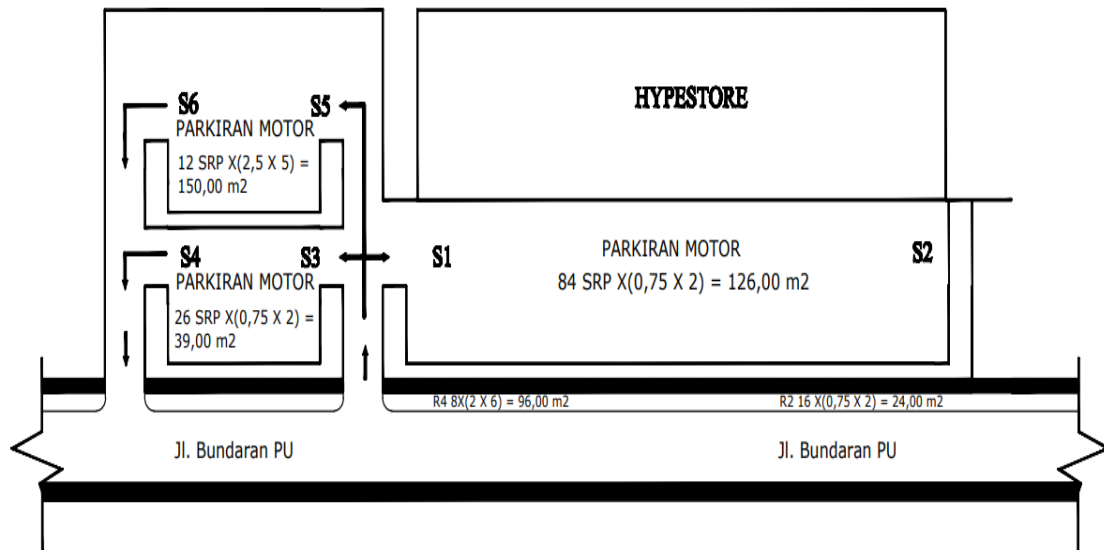 HYPESTORE
S6
S5
PARKIRAN MOTOR
12 SRP X(2,5 X 5) =
150,00 m2
S4
S3
PARKIRAN MOTOR
26 SRP X(0,75 X 2) =
39,00 m2
S1
S2
PARKIRAN MOTOR
84 SRP X(0,75 X 2) = 126,00 m2
R4 8X(2 X 6) = 96,00 m2
R2 16 X(0,75 X 2) = 24,00 m2
Jl. Bundaran PU
Jl. Bundaran PU